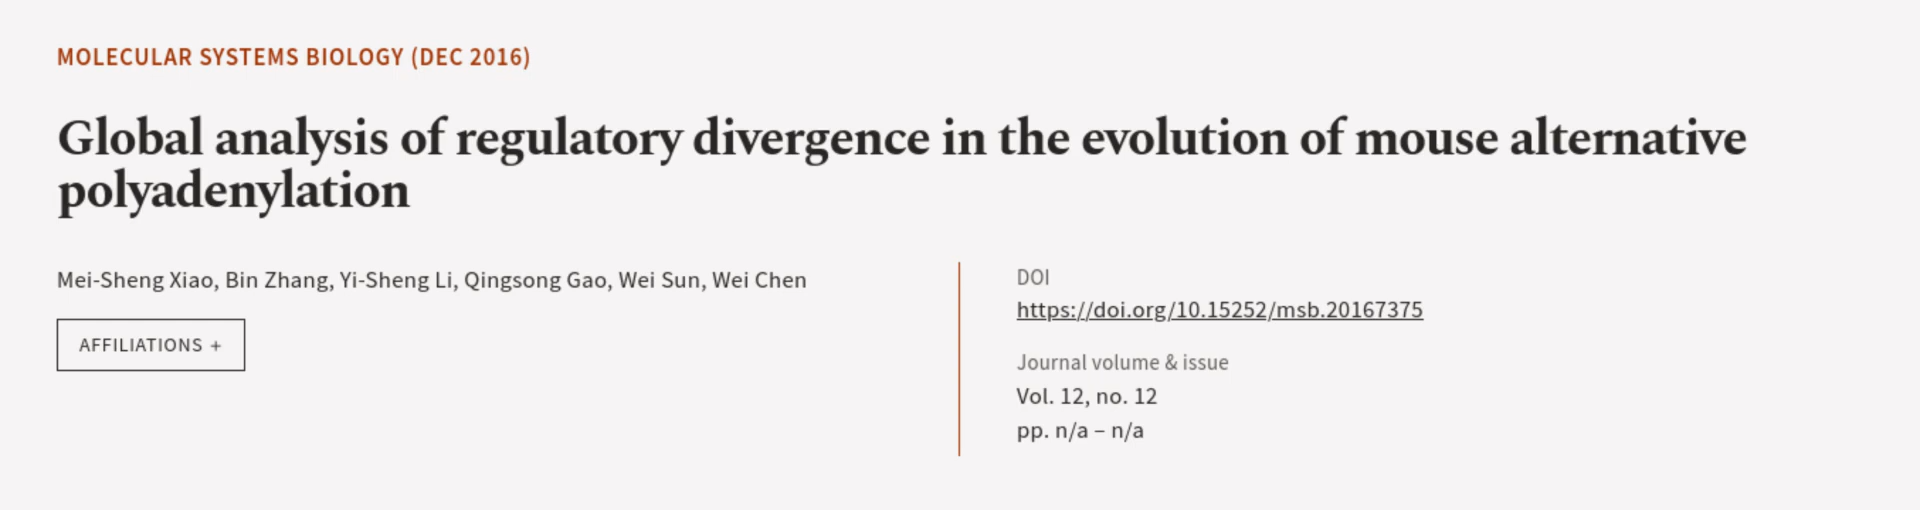 MOLECULAR SYSTEMS BIOLOGY (DEC 2016)
Global analysis of regulatory divergence in the evolution of mouse alternative
polyadenylation
Mei-Sheng Xiao, Bin Zhang, Yi-Sheng Li, Qingsong Gao, Wei Sun, Wei Chen
AFFILIATIONS +
DOI
https://doi.org/10.15252/msb.20167375
Journal volume & issue
Vol. 12, no. 12
pp. n/a – n/a